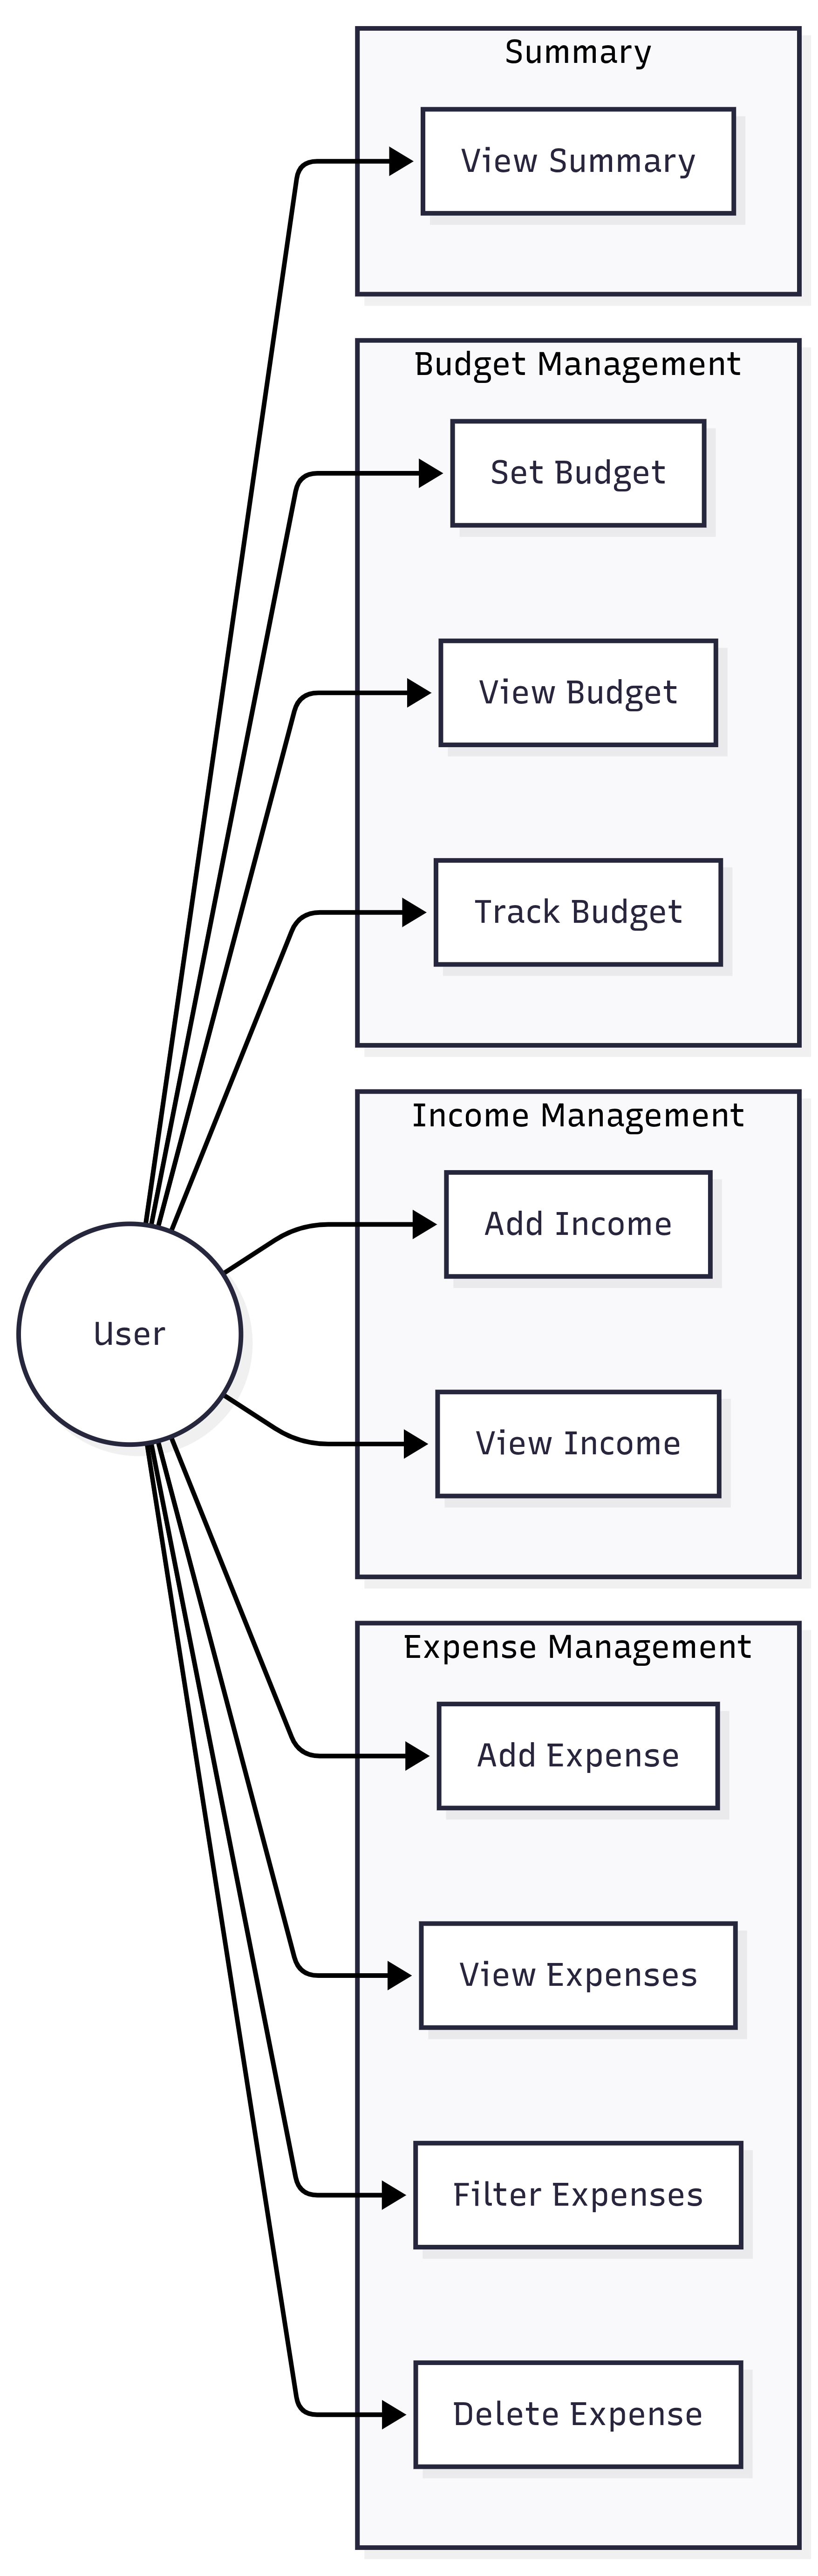 Summary
View Summary
Budget Management
Set Budget
View Budget
Track Budget
Income Management
Add Income
User
View Income
Expense Management
Add Expense
View Expenses
Filter Expenses
Delete Expense